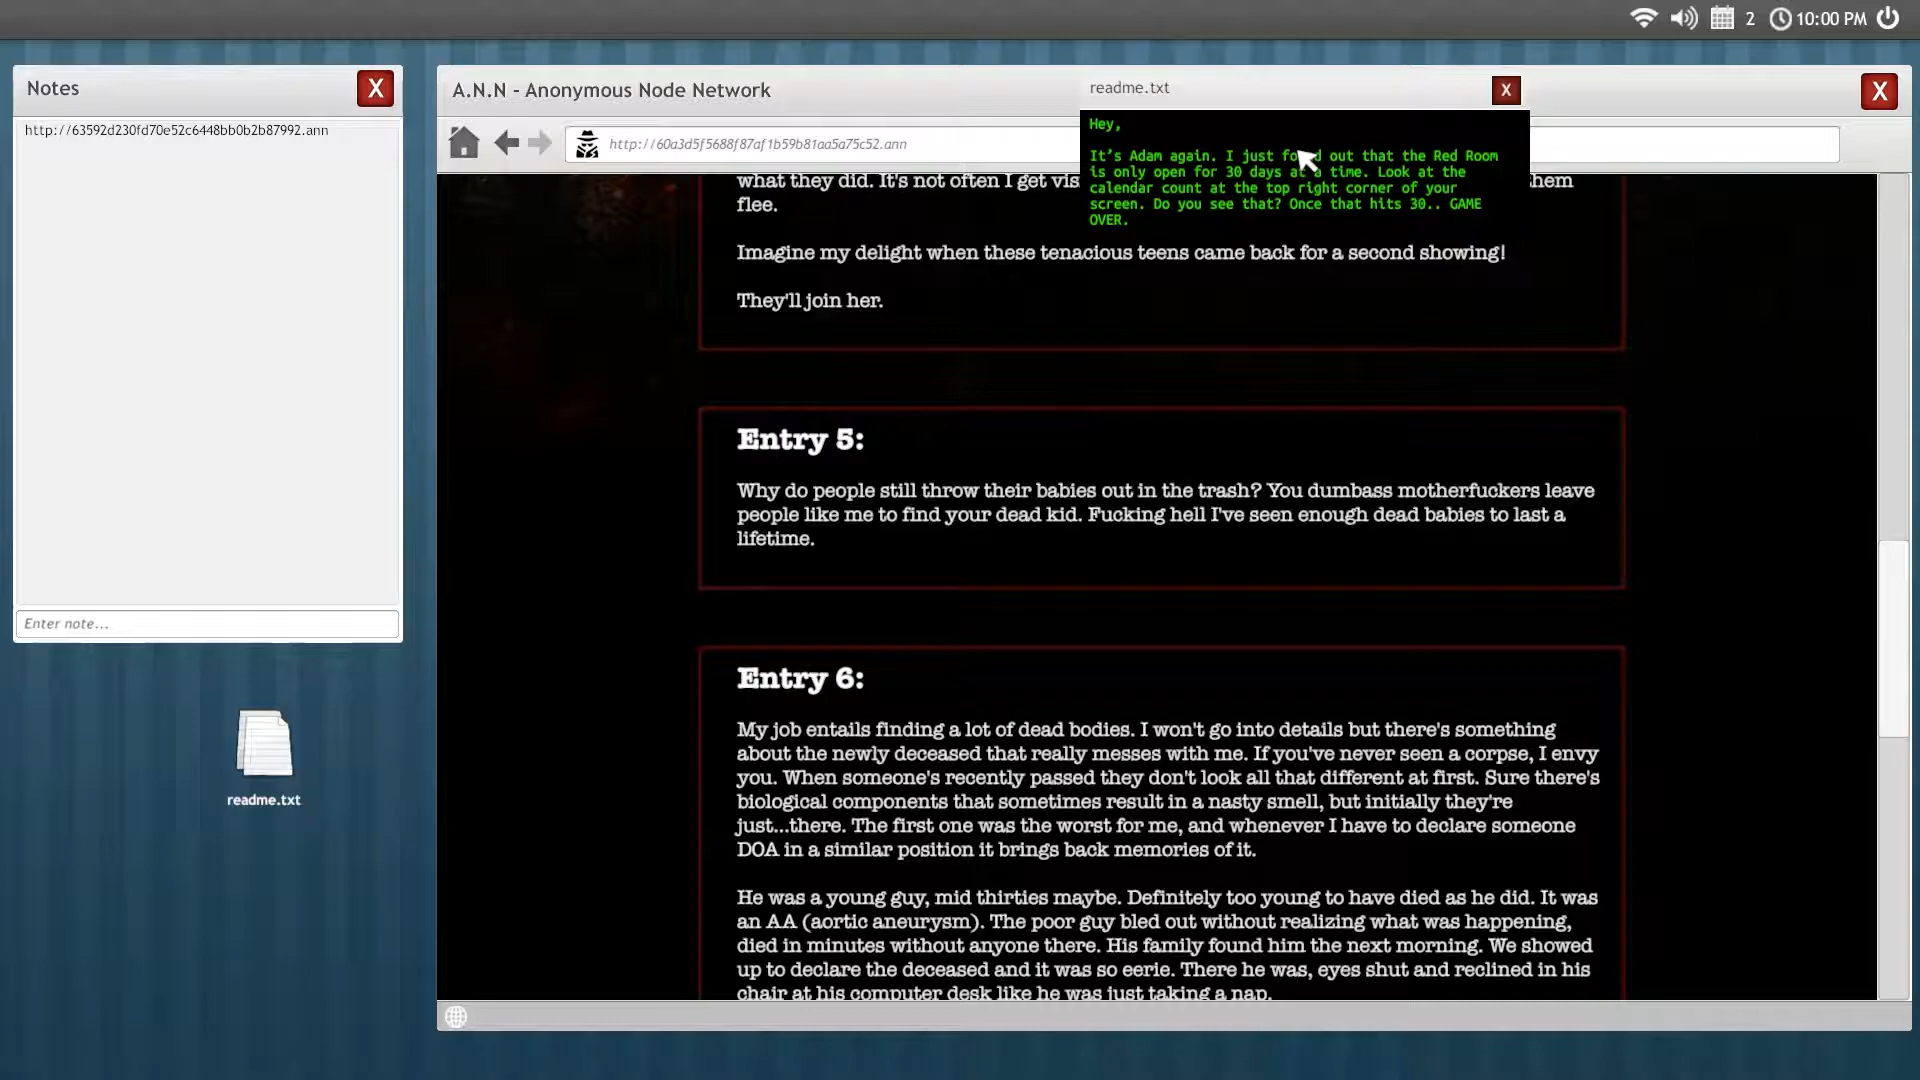 2 10:00 PM
Notes X
http://63592d230fd70e52c6448bb0b2b87992.ann
Enter note...
readme.txt
A.N.N - Anonymous Node Network
X
http://60a3d5f5688f87af1b59b81aa5a75c52.ann
readme.txt X
Hey,
It's Adam again. I just out that the Red Room
is only open for 30 days at a time. Look at the
calendar count at the top right corner of your
screen. Do you see that? Once that hits 30.. GAME
OVER.
what they did. It's not often I get
flee.
Imagine my delight when these tenacious teens came back for a second showing!
They'll join her.
Entry 5:
Why do people still throw their babies out in the trash? You dumbass motherfuckers leave
people like me to find your dead kid. Fucking hell I've seen enough dead babies to last a
lifetime.
Entry 6:
My job entails finding a lot of dead bodies. I won't go into details but there's something
about the newly deceased that really messes with me. If you've never seen a corpse, I envy
you. When someone's recently passed they don't look all that different at first. Sure there's
biological components that sometimes result in a nasty smell, but initially they're
just...there. The first one was the worst for me, and whenever I have to declare someone
DOA in a similar position it brings back memories of it.
He was a young guy, mid thirties maybe. Definitely too young to have died as he did. It was
an AA (aortic aneurysm). The poor guy bled out without realizing what was happening,
died in minutes without anyone there. His family found him the next morning. We showed
up to declare the deceased and it was so eerie. There he was, eyes shut and reclined in his
chair at his computer desk like he was just taking a nap.